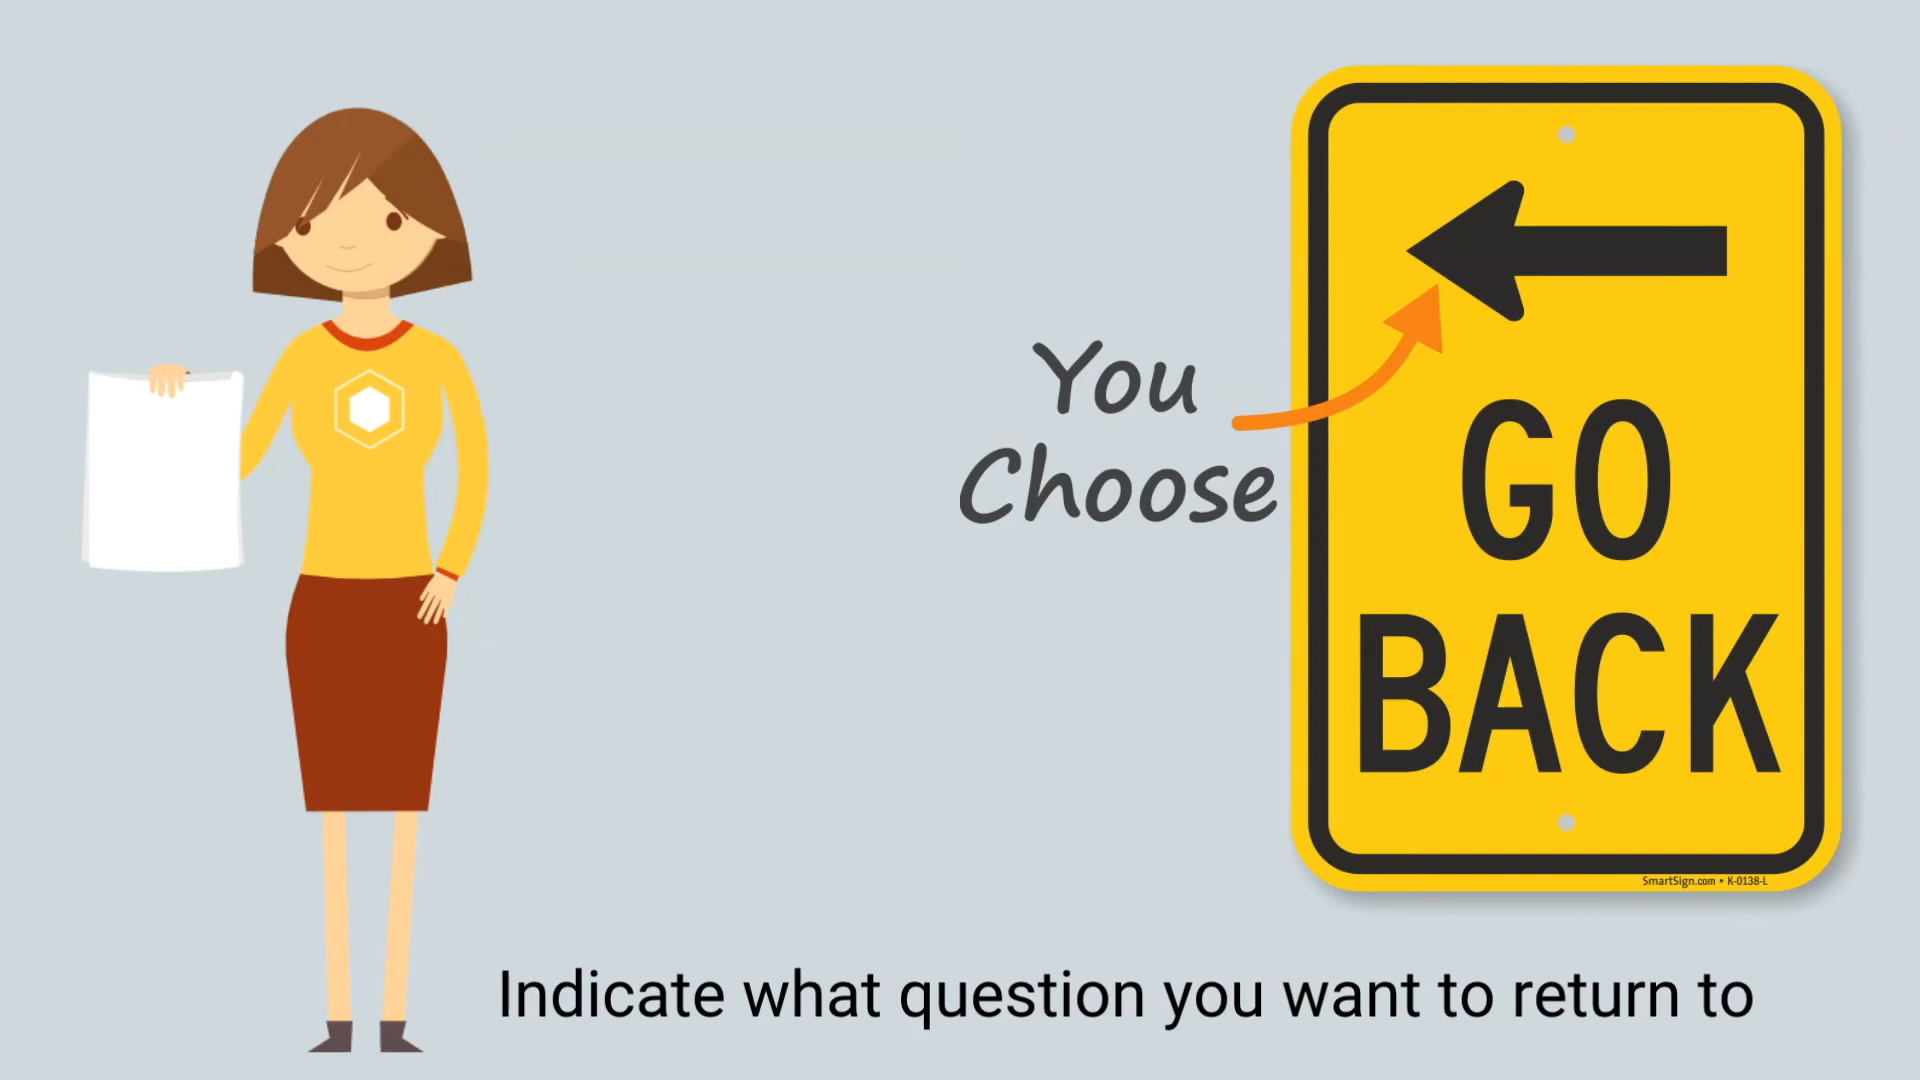 You
Choose
GO
BACK
SmartSign.com • K-0138-L
Indicate what question you want to return to